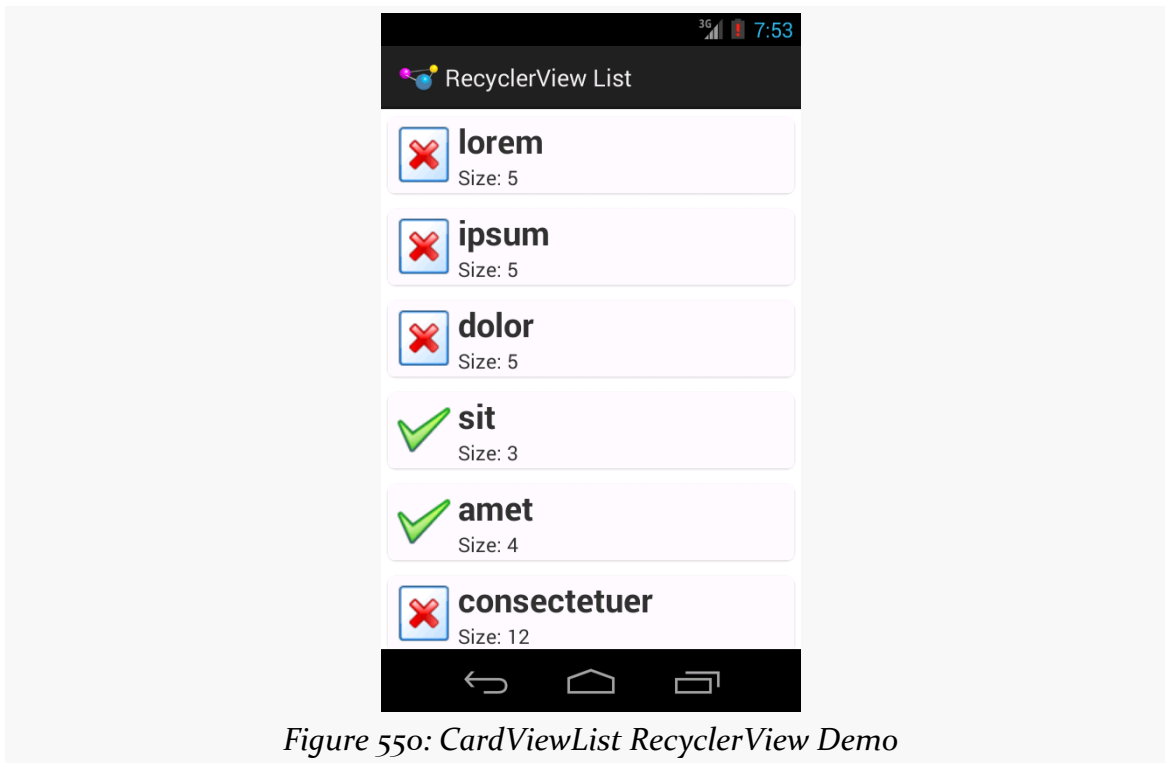 3G 7:53
RecyclerView List
lorem
Size: 5
ipsum
Size: 5
dolor
Size: 5
sit
Size: 3
amet
Size: 4
consectetuer
Size: 12
Figure 550: CardViewList RecyclerView Demo